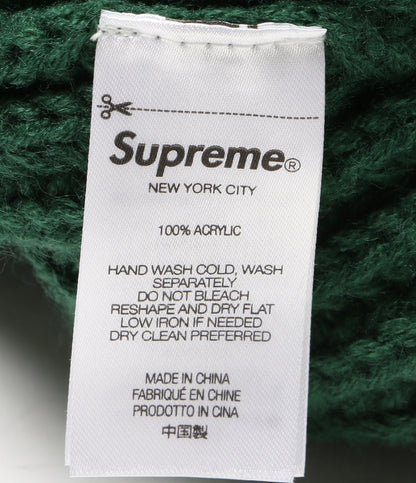 Supreme®
NEW YORK CITY
100% ACRYLIC
HAND WASH COLD, WASH
SEPARATELY
DO NOT BLEACH
RESHAPE AND DRY FLAT
LOW IRON IF NEEDED
DRY CLEAN PREFERRED
MADE IN CHINA
FABRIQUÉ EN CHINE
PRODOTTO IN CINA
中国製